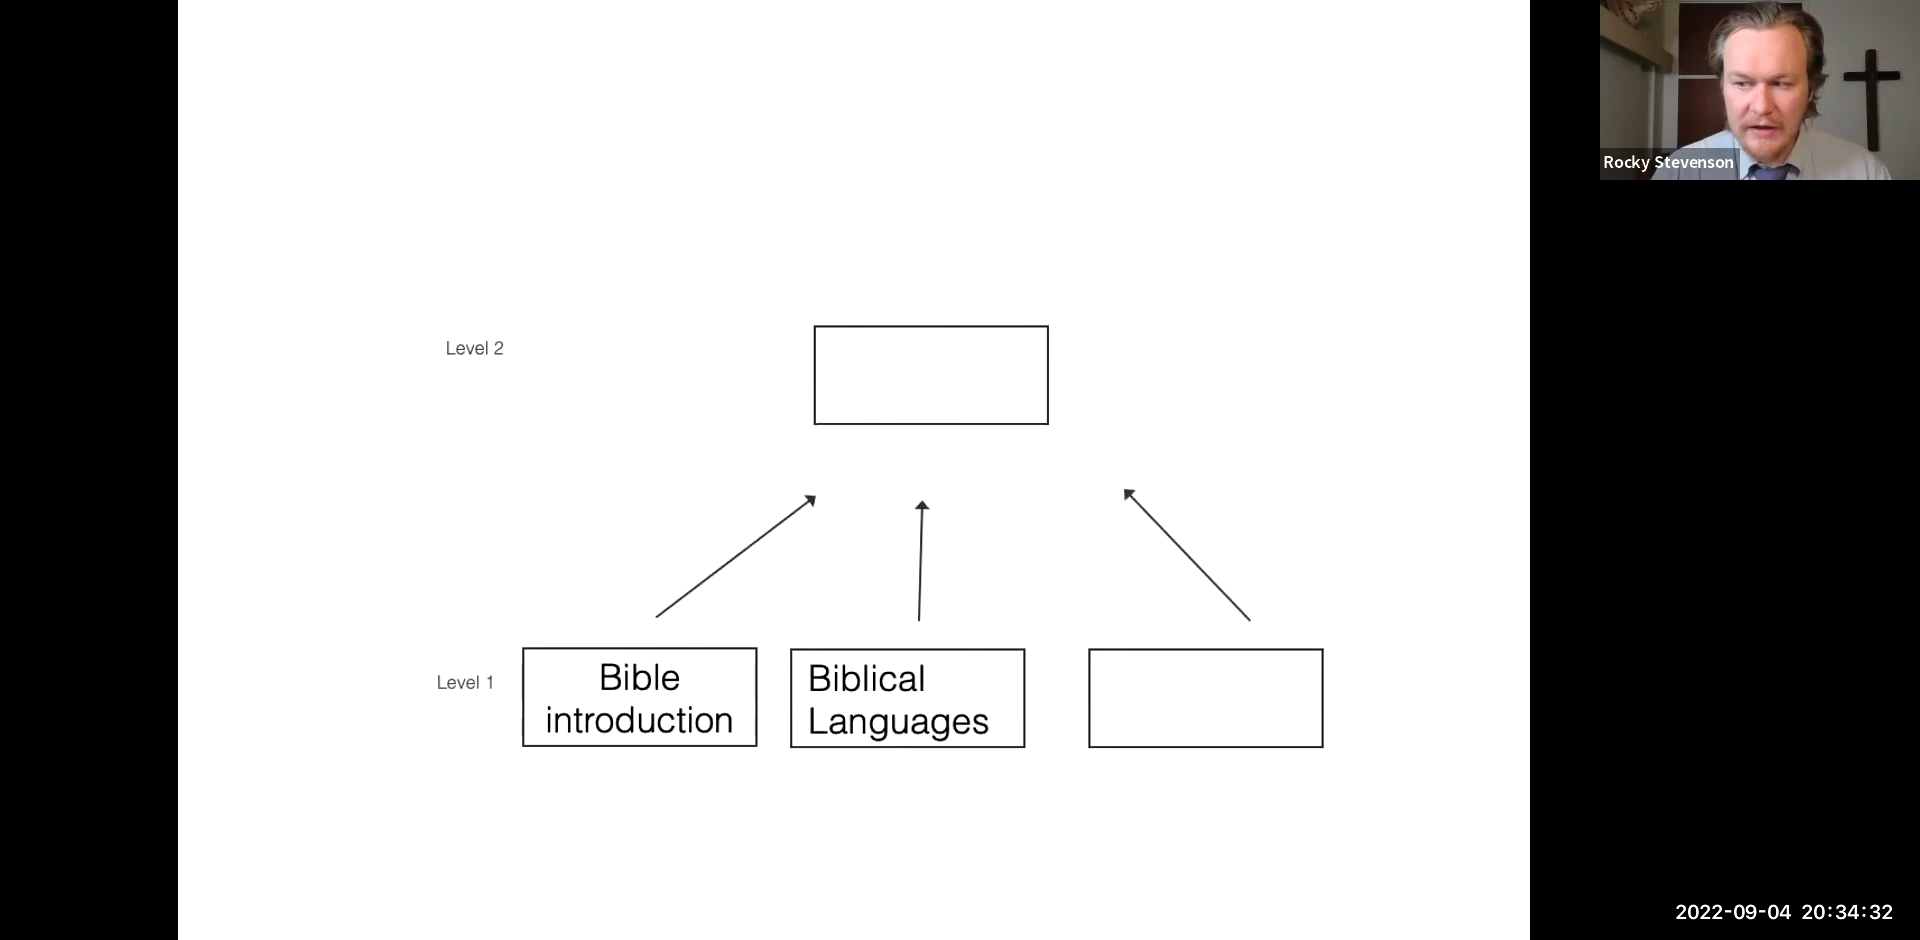 Rocky Stevenson
Level 2
Level 1
Bible
introduction
Biblical
Languages
2022-09-04 20:34:32